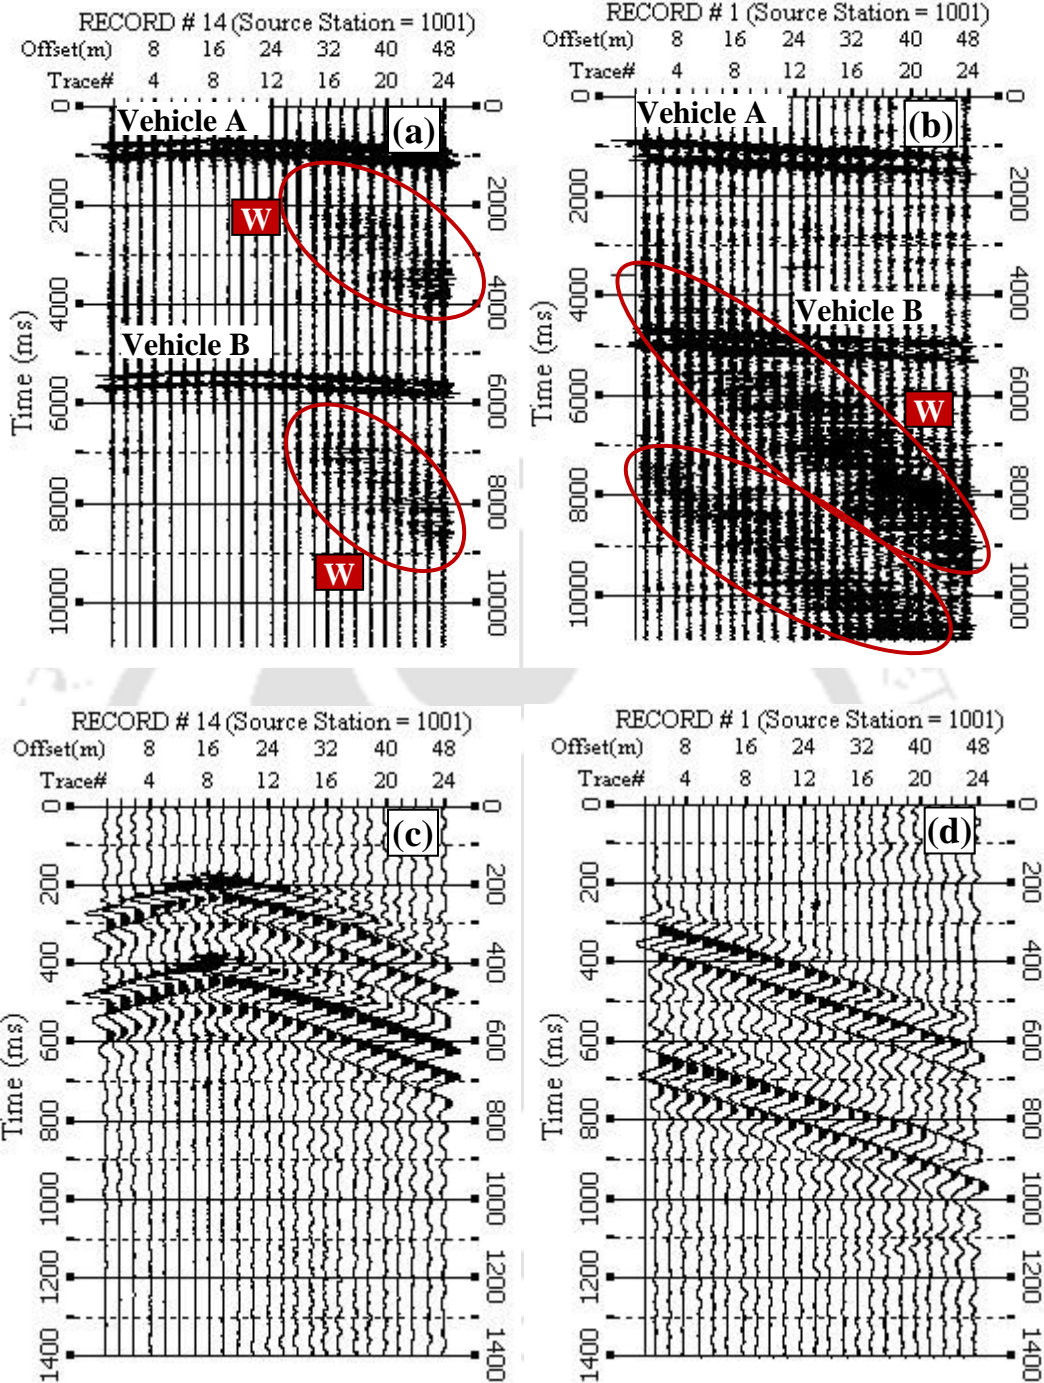 RECORD # 14 (Source Station = 1001)
Offset(m) 8 16 24 32 40 48
Trace# 4 8 12 16 20 24
0 2000 4000 6000 8000 10000
Time (ms)
Vehicle A
(a)
W
Vehicle B
W
0 2000 4000 6000 8000 10000
RECORD # 1 (Source Station = 1001)
Offset(m) 8 16 24 32 40 48
Trace# 4 8 12 16 20 24
0 2000 4000 6000 8000 10000
Time (ms)
Vehicle A
(b)
Vehicle B
W
0 2000 4000 6000 8000 10000
RECORD # 14 (Source Station = 1001)
Offset(m) 8 16 24 32 40 48
Trace# 4 8 12 16 20 24
0 200 400 600 800 1000 1200 1400
Time (ms)
(c)
0 200 400 600 800 1000 1200 1400
RECORD # 1 (Source Station = 1001)
Offset(m) 8 16 24 32 40 48
Trace# 4 8 12 16 20 24
0 200 400 600 800 1000 1200 1400
Time (ms)
(d)
0 200 400 600 800 1000 1200 1400